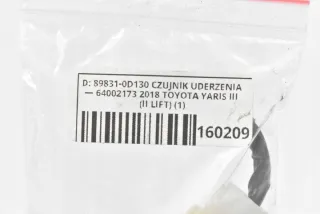 D: 89831-0D130 CZUJNIK UDERZENIA
— 64002173 2018 TOYOTA YARIS III
(II LIFT) (1)
160209